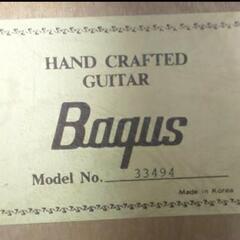 HAND CRAFTED
GUITAR
Bagus
Model No. 33494
Made in Korea